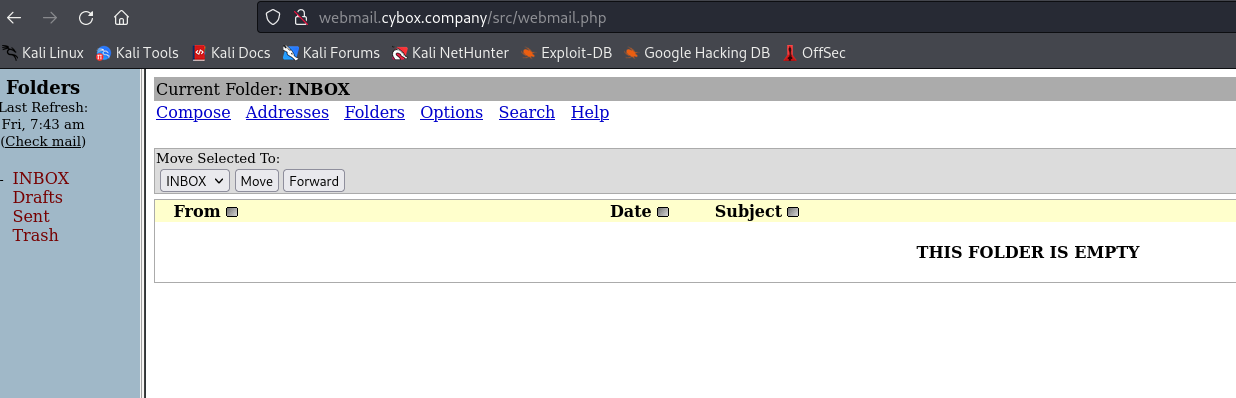 webmail.cybox.company/src/webmail.php
Kali Linux Kali Tools Kali Docs Kali Forums Kali NetHunter Exploit-DB Google Hacking DB OffSec
Folders
Last Refresh:
Fri, 7:43 am
(Check mail)
- INBOX
Drafts
Sent
Trash
Current Folder: INBOX
Compose Addresses Folders Options Search Help
Move Selected To:
INBOX Move Forward
From Date Subject
THIS FOLDER IS EMPTY